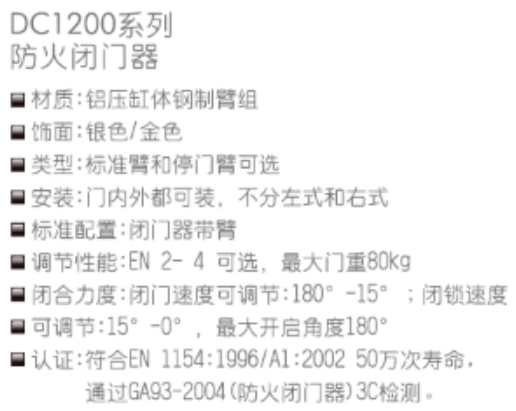 DC1200系列
防火闭门器
材质:铝压缸体钢制臂组
饰面:银色/金色
类型:标准臂和停门臂可选
安装:门内外都可装，不分左式和右式
标准配置:闭门器带臂
调节性能:EN 2- 4 可选，最大门重80kg
闭合力度:闭门速度可调节:180°-15°；闭锁速度
可调节:15°-0°，最大开启角度180°
认证:符合EN 1154:1996/A1:2002 50万次寿命，
通过GA93-2004(防火闭门器)3C检测。